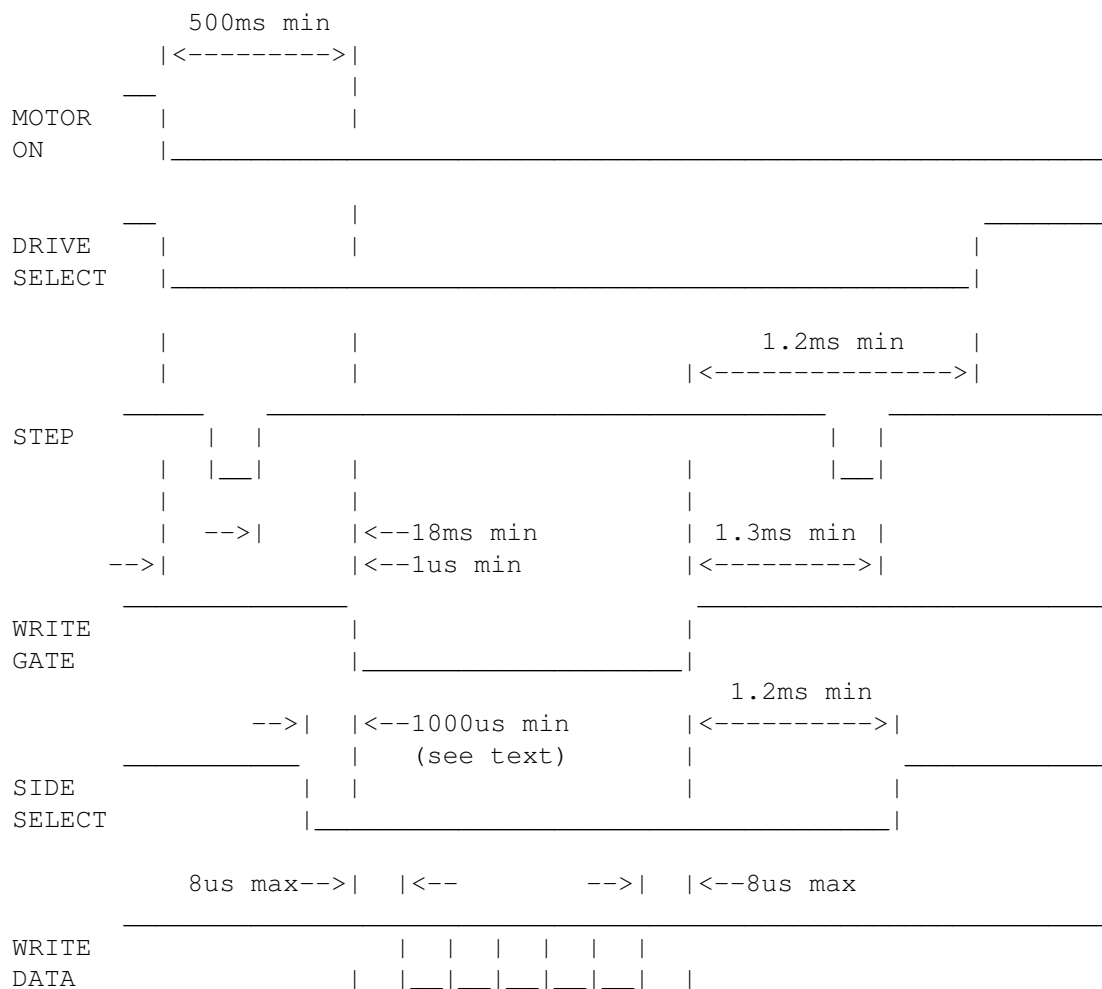 500ms min
|<--------->|
MOTOR
ON
DRIVE
SELECT
1.2ms min
|<--------------->|
STEP
-->| |<--18ms min | 1.3ms min |
-->| |<--1us min |<--------->|
WRITE
GATE
1.2ms min
-->| |<--1000us min |<---------->|
(see text)
SIDE
SELECT
8us max-->| |<-- -->| |<--8us max
WRITE
DATA